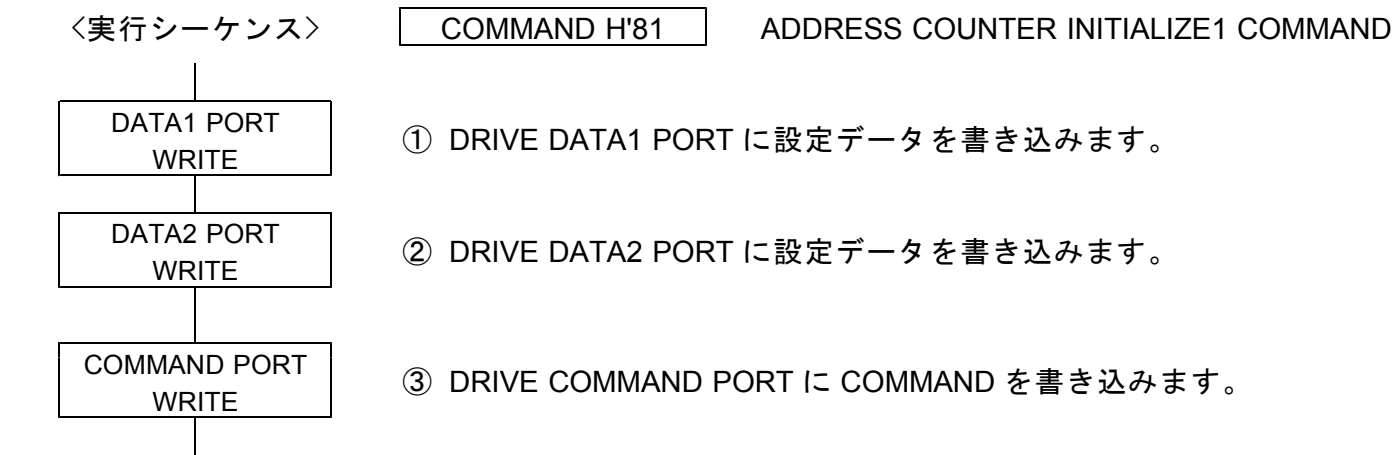 〈実行シーケンス〉 COMMAND H'81 ADDRESS COUNTER INITIALIZE1 COMMAND
DATA1 PORT
WRITE
① DRIVE DATA1 PORT に設定データを書き込みます。
DATA2 PORT
WRITE
② DRIVE DATA2 PORT に設定データを書き込みます。
COMMAND PORT
WRITE
③ DRIVE COMMAND PORT に COMMAND を書き込みます。